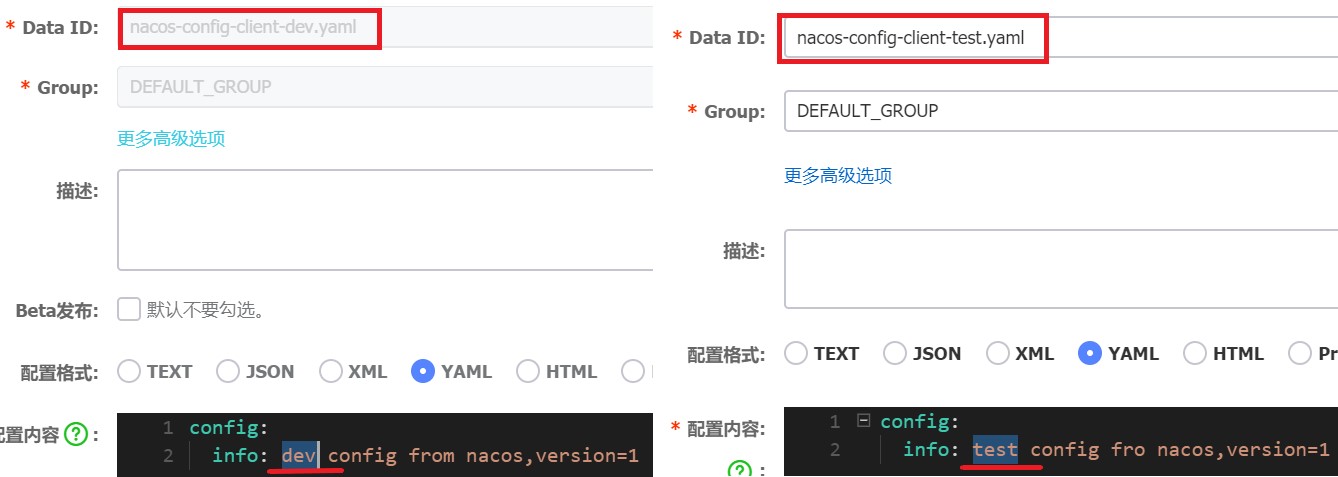 * Data ID: nacos-config-client-dev.yaml
* Group: DEFAULT_GROUP
更多高级选项
描述:
Beta发布: 默认不要勾选。
配置格式: TEXT JSON XML YAML HTML
配置内容 ? :
1 config:
2 info: dev config from nacos,version=1
* Data ID: nacos-config-client-test.yaml
* Group: DEFAULT_GROUP
更多高级选项
描述:
配置格式: TEXT JSON XML YAML HTML Pr
* 配置内容:
? :
1 config:
2 info: test config fro nacos,version=1